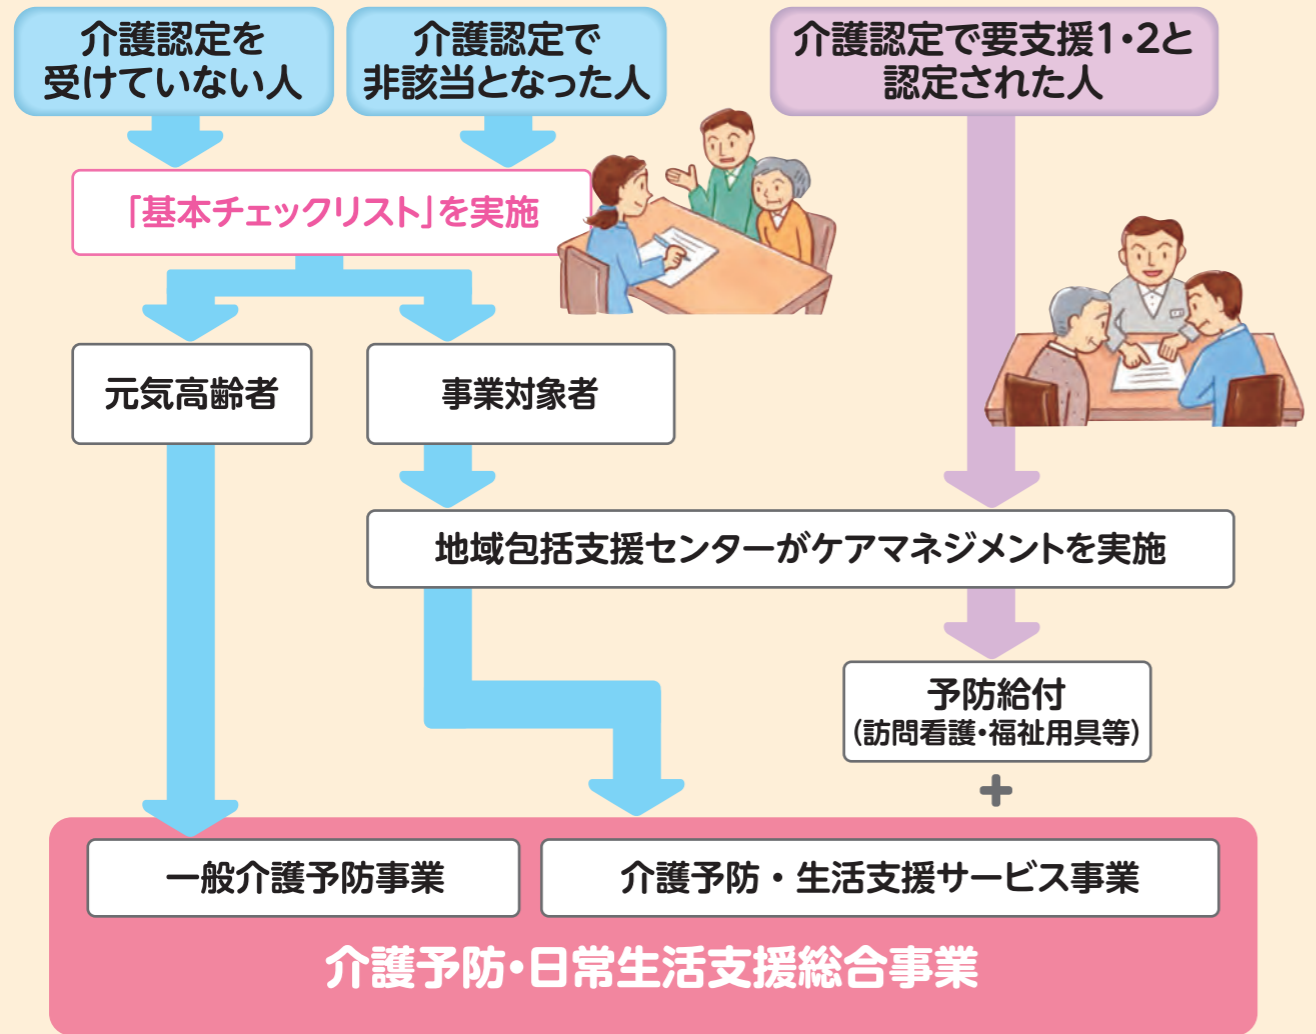 介護認定を
受けていない人
介護認定で
非該当となった人
介護認定で要支援1・2と
認定された人
「基本チェックリスト」を実施
元気高齢者
事業対象者
地域包括支援センターがケアマネジメントを実施
予防給付
(訪問看護・福祉用具等)
+
一般介護予防事業
介護予防・生活支援サービス事業
介護予防・日常生活支援総合事業